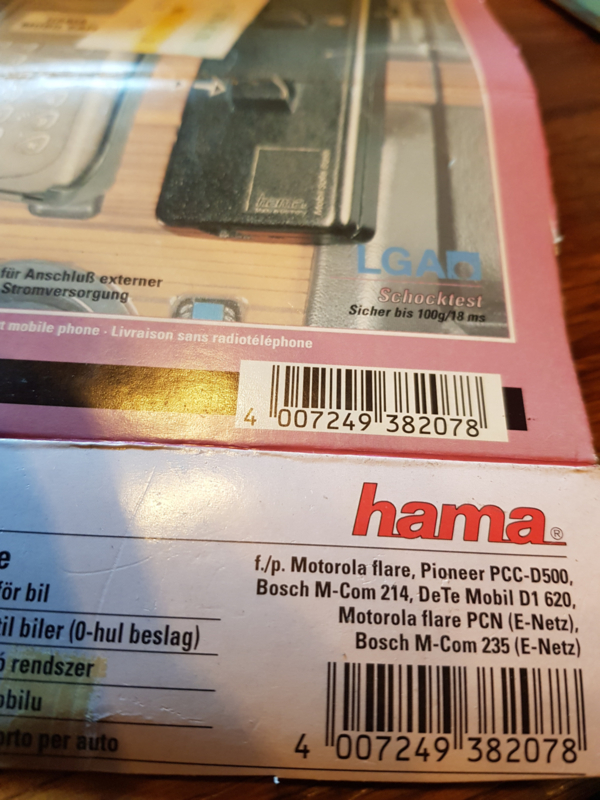 hama
für Anschluß externer
Stromversorgung
LGA
Schocktest
Sicher bis 100g/18 ms
t mobile phone · Livraison sans radiotéléphone
4 007249 382078
hama®
e
för bil
til biler (0-hul beslag)
ó rendszer
obilu
orto per auto
f./p. Motorola flare, Pioneer PCC-D500,
Bosch M-Com 214, DeTe Mobil D1 620,
Motorola flare PCN (E-Netz),
Bosch M-Com 235 (E-Netz)
4 007249 382078